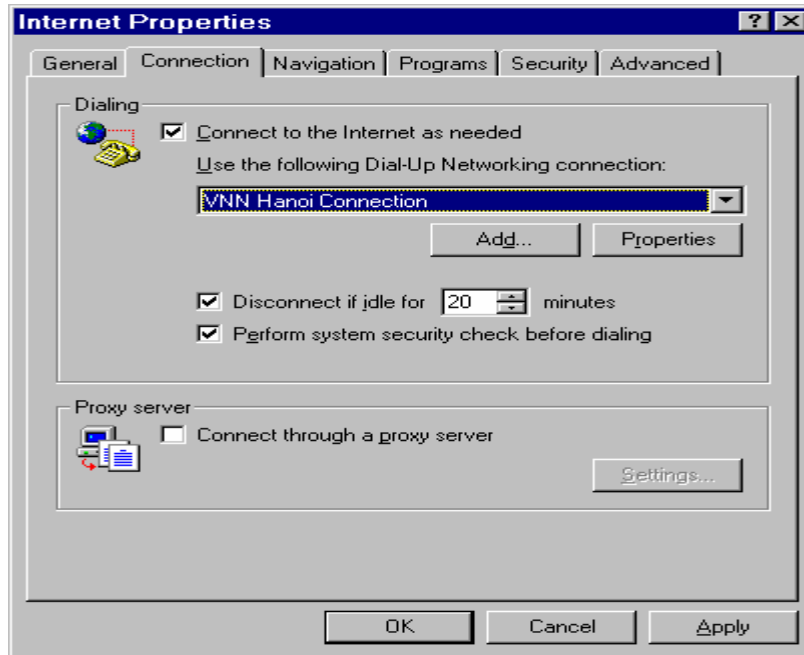 Internet Properties
General Connection Navigation Programs Security Advanced
Dialing
Connect to the Internet as needed
Use the following Dial-Up Networking connection:
VNN Hanoi Connection
Add... Properties
Disconnect if idle for 20 minutes
Perform system security check before dialing
Proxy server
Connect through a proxy server
Settings...
OK Cancel Apply